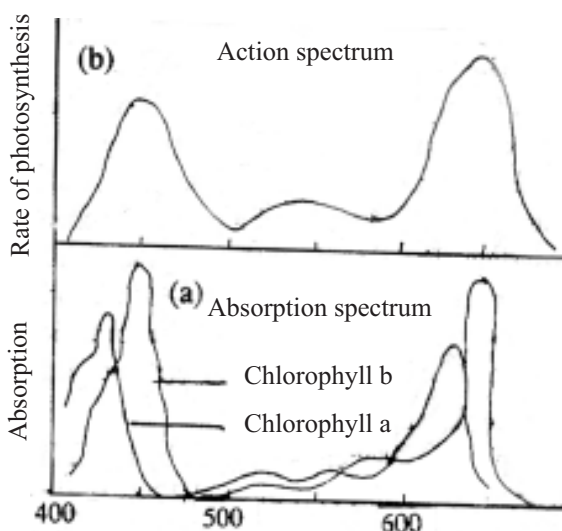 Rate of photosynthesis
(b)
Action spectrum
Absorption
(a)
Absorption spectrum
Chlorophyll b
Chlorophyll a
400 500 600